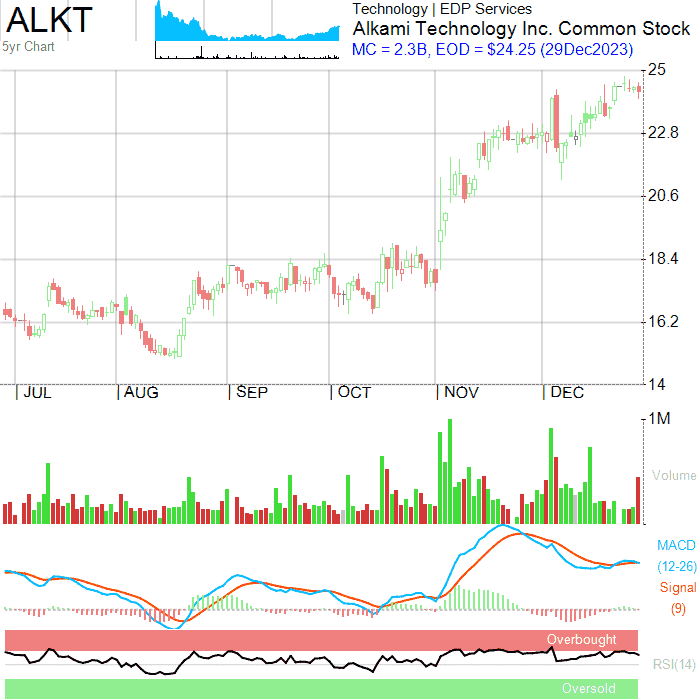 ALKT
5yr Chart
Technology | EDP Services
Alkami Technology Inc. Common Stock
MC = 2.3B, EOD = $24.25 (29Dec2023)
25
22.8
20.6
18.4
16.2
14
| JUL | AUG | SEP | OCT | NOV | DEC
1M
Volume
MACD
(12-26)
Signal
(9)
Overbought
RSI(14)
Oversold